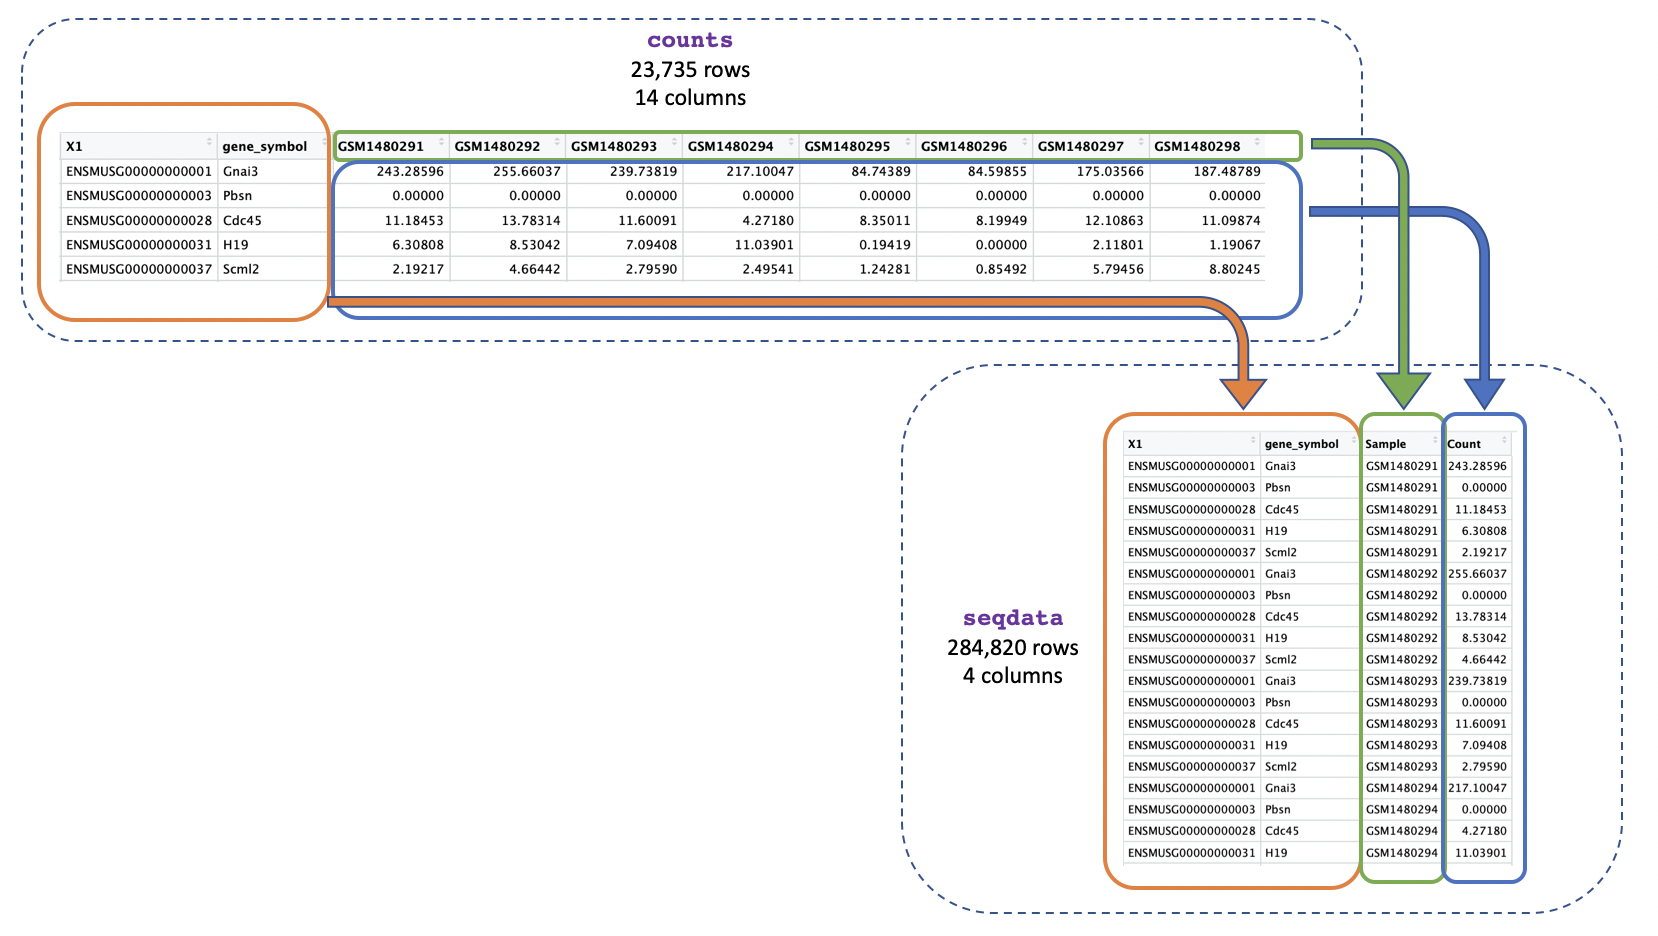 counts
23,735 rows
14 columns
X1 gene_symbol GSM1480291 GSM1480292 GSM1480293 GSM1480294 GSM1480295 GSM1480296 GSM1480297 GSM1480298
ENSMUSG00000000001 Gnai3 243.28596 255.66037 239.73819 217.10047 84.74389 84.59855 175.03566 187.48789
ENSMUSG00000000003 Pbsn 0.00000 0.00000 0.00000 0.00000 0.00000 0.00000 0.00000 0.00000
ENSMUSG00000000028 Cdc45 11.18453 13.78314 11.60091 4.27180 8.35011 8.19949 12.10863 11.09874
ENSMUSG00000000031 H19 6.30808 8.53042 7.09408 11.03901 0.19419 0.00000 2.11801 1.19067
ENSMUSG00000000037 Scml2 2.19217 4.66442 2.79590 2.49541 1.24281 0.85492 5.79456 8.80245
seqdata
284,820 rows
4 columns
X1 gene_symbol Sample Count
ENSMUSG00000000001 Gnai3 GSM1480291 243.28596
ENSMUSG00000000003 Pbsn GSM1480291 0.00000
ENSMUSG00000000028 Cdc45 GSM1480291 11.18453
ENSMUSG00000000031 H19 GSM1480291 6.30808
ENSMUSG00000000037 Scml2 GSM1480291 2.19217
ENSMUSG00000000001 Gnai3 GSM1480292 255.66037
ENSMUSG00000000003 Pbsn GSM1480292 0.00000
ENSMUSG00000000028 Cdc45 GSM1480292 13.78314
ENSMUSG00000000031 H19 GSM1480292 8.53042
ENSMUSG00000000037 Scml2 GSM1480292 4.66442
ENSMUSG00000000001 Gnai3 GSM1480293 239.73819
ENSMUSG00000000003 Pbsn GSM1480293 0.00000
ENSMUSG00000000028 Cdc45 GSM1480293 11.60091
ENSMUSG00000000031 H19 GSM1480293 7.09408
ENSMUSG00000000037 Scml2 GSM1480293 2.79590
ENSMUSG00000000001 Gnai3 GSM1480294 217.10047
ENSMUSG00000000003 Pbsn GSM1480294 0.00000
ENSMUSG00000000028 Cdc45 GSM1480294 4.27180
ENSMUSG00000000031 H19 GSM1480294 11.03901